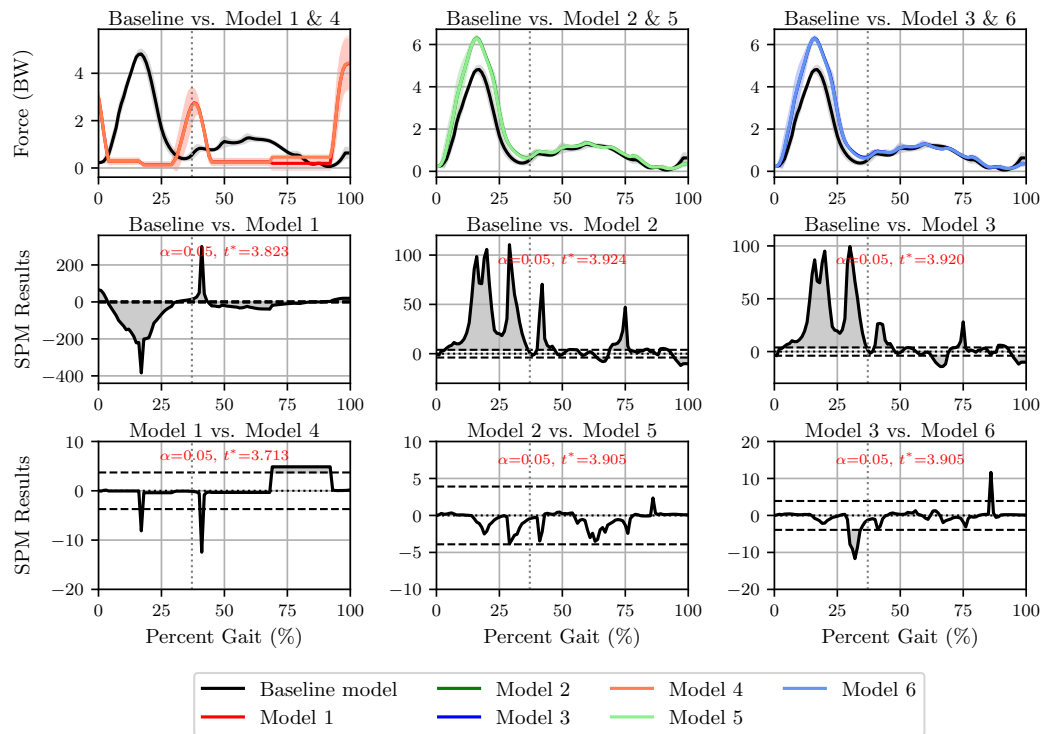 Baseline vs. Model 1 & 4
Baseline vs. Model 2 & 5
Baseline vs. Model 3 & 6
Force (BW)
0
2
4
0
25
50
75
100
0
2
4
6
0
25
50
75
100
0
2
4
6
0
25
50
75
100
Baseline vs. Model 1
Baseline vs. Model 2
Baseline vs. Model 3
SPM Results
200
0
−200
−400
α=0.05, t*=3.823
0
25
50
75
100
100
50
0
α=0.05, t*=3.924
0
25
50
75
100
100
50
0
α=0.05, t*=3.920
0
25
50
75
100
Model 1 vs. Model 4
Model 2 vs. Model 5
Model 3 vs. Model 6
SPM Results
10
0
−10
−20
α=0.05, t*=3.713
0
25
50
75
100
Percent Gait (%)
10
5
0
−5
−10
α=0.05, t*=3.905
0
25
50
75
100
Percent Gait (%)
20
10
0
−10
−20
α=0.05, t*=3.905
0
25
50
75
100
Percent Gait (%)
Baseline model
Model 1
Model 2
Model 3
Model 4
Model 5
Model 6